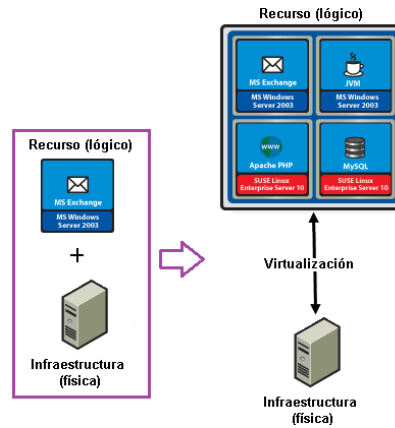 Recurso (lógico)
MS Exchange
MS Windows
Server 2003
+
Infraestructura
(física)
Recurso (lógico)
MS Exchange
MS Windows
Server 2003
JVM
MS Windows
Server 2003
www
Apache PHP
SUSE Linux
Enterprise Server 10
MySQL
SUSE Linux
Enterprise Server 10
Virtualización
Infraestructura
(física)